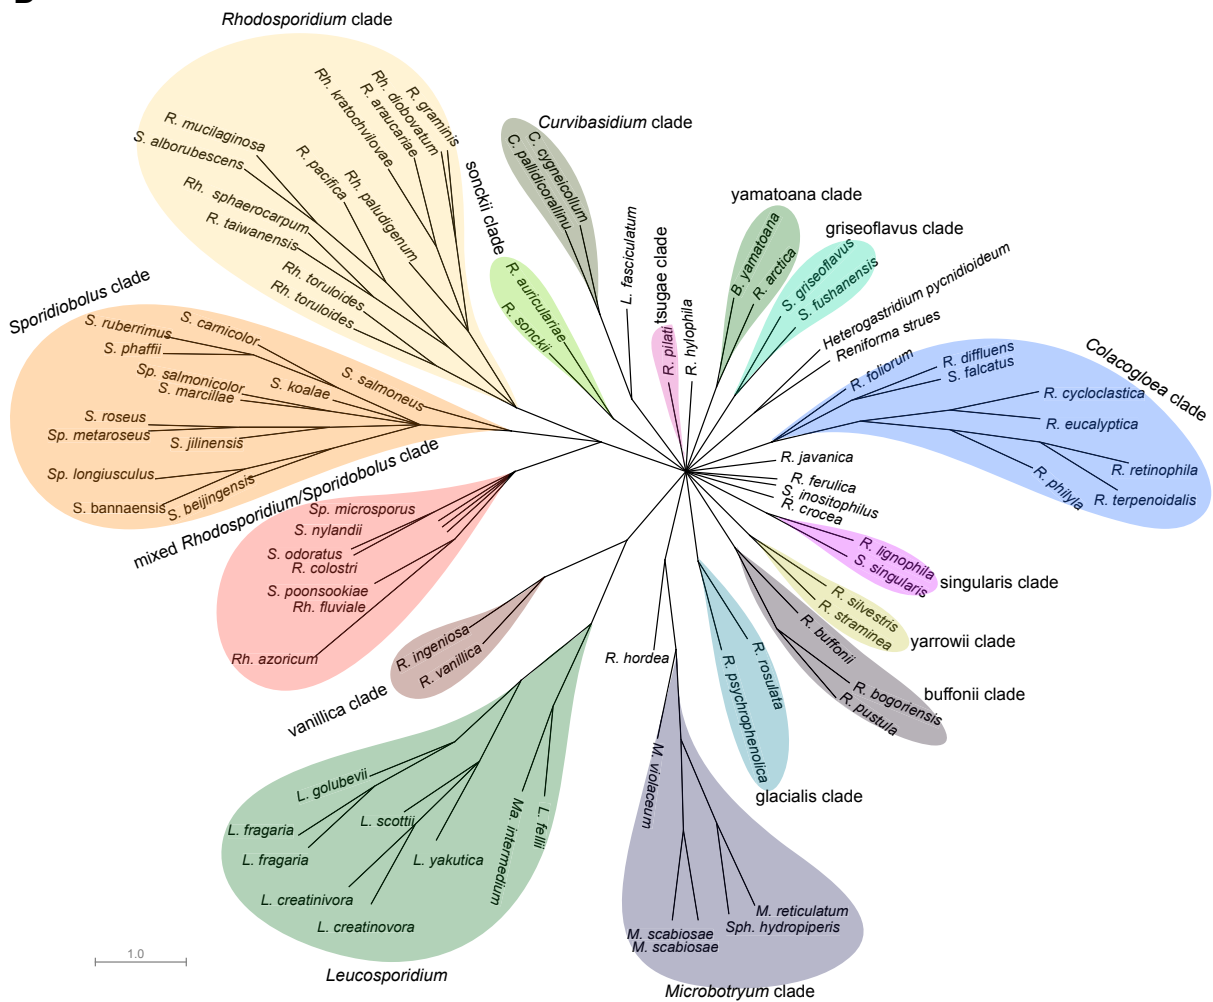 Rhodosporidium clade
R. graminis
Rh. diobovatum
R. araucariae
Rh. kratochvilovae
R. mucilaginosa
S. alborubescens
R. pacifica
Rh. paludigenum
Rh. sphaerocarpum
R. taiwanensis
Rh. toruloides
Rh. toruloides
sonckii clade
R. auriculariae
R. sonckii
Curvibasidium clade
C. cygneicollum
C. pallidicorallinu
L. fasciculatum
tsugae clade
R. pilati
R. hylophila
yamatoana clade
B. yamatoana
R. arctica
griseoflavus clade
S. griseoflavus
S. fushanensis
Heterogastridium pycnidioideum
Reniforma strues
Colacogloea clade
R. foliorum
R. diffluens
S. falcatus
R. cycloclastica
R. eucalyptica
R. retinophila
R. philyla
R. terpenoidalis
Sporidiobolus clade
S. ruberrimus
S. carnicolor
S. phaffii
Sp. salmonicolor
S. marcillae
S. koalae
S. salmoneus
S. roseus
Sp. metaroseus
S. jilinensis
Sp. longiusculus
S. bannaensis
S. beijingensis
mixed Rhodosporidium/Sporidobolus clade
Sp. microsporus
S. nylandii
S. odoratus
R. colostri
S. poonsookiae
Rh. fluviale
Rh. azoricum
R. javanica
R. ferulica
S. inositophilus
R. crocea
R. lignophila
S. singularis
singularis clade
R. silvestris
R. straminea
yarrowii clade
R. buffonii
R. bogoriensis
R. pustula
buffonii clade
R. ingeniosa
R. vanillica
vanillica clade
R. hordea
R. rosulata
R. psychrophenolica
glacialis clade
L. golubevii
L. fragaria
L. fragaria
L. scottii
L. yakutica
L. creatinivora
L. creatinovora
Ma. intermedium
L. fellii
Leucosporidium
M. violaceum
M. reticulatum
Sph. hydropiperis
M. scabiosae
M. scabiosae
Microbotryum clade
1.0